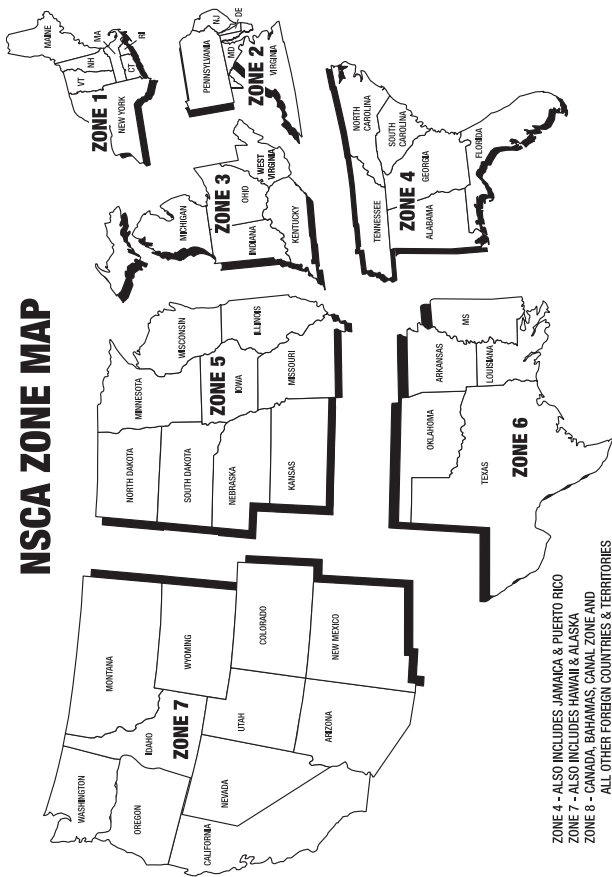 NSCA ZONE MAP
WASHINGTON
OREGON
CALIFORNIA
NEVADA
IDAHO
ZONE 7
MONTANA
WYOMING
UTAH
COLORADO
ARIZONA
NEW MEXICO
NORTH DAKOTA
SOUTH DAKOTA
NEBRASKA
KANSAS
MINNESOTA
ZONE 5
IOWA
MISSOURI
WISCONSIN
ILLINOIS
MICHIGAN
ZONE 3
INDIANA
OHIO
KENTUCKY
WEST
VIRGINIA
ZONE 1
NEW YORK
VT
NH
MAINE
MA
CT
RI
PENNSYLVANIA
NJ
DE
MD
ZONE 2
VIRGINIA
TENNESSEE
NORTH
CAROLINA
SOUTH
CAROLINA
ZONE 4
ALABAMA
GEORGIA
FLORIDA
OKLAHOMA
ARKANSAS
MS
LOUISIANA
TEXAS
ZONE 6
ZONE 4 - ALSO INCLUDES JAMAICA & PUERTO RICO
ZONE 7 - ALSO INCLUDES HAWAII & ALASKA
ZONE 8 - CANADA, BAHAMAS, CANAL ZONE AND
ALL OTHER FOREIGN COUNTRIES & TERRITORIES